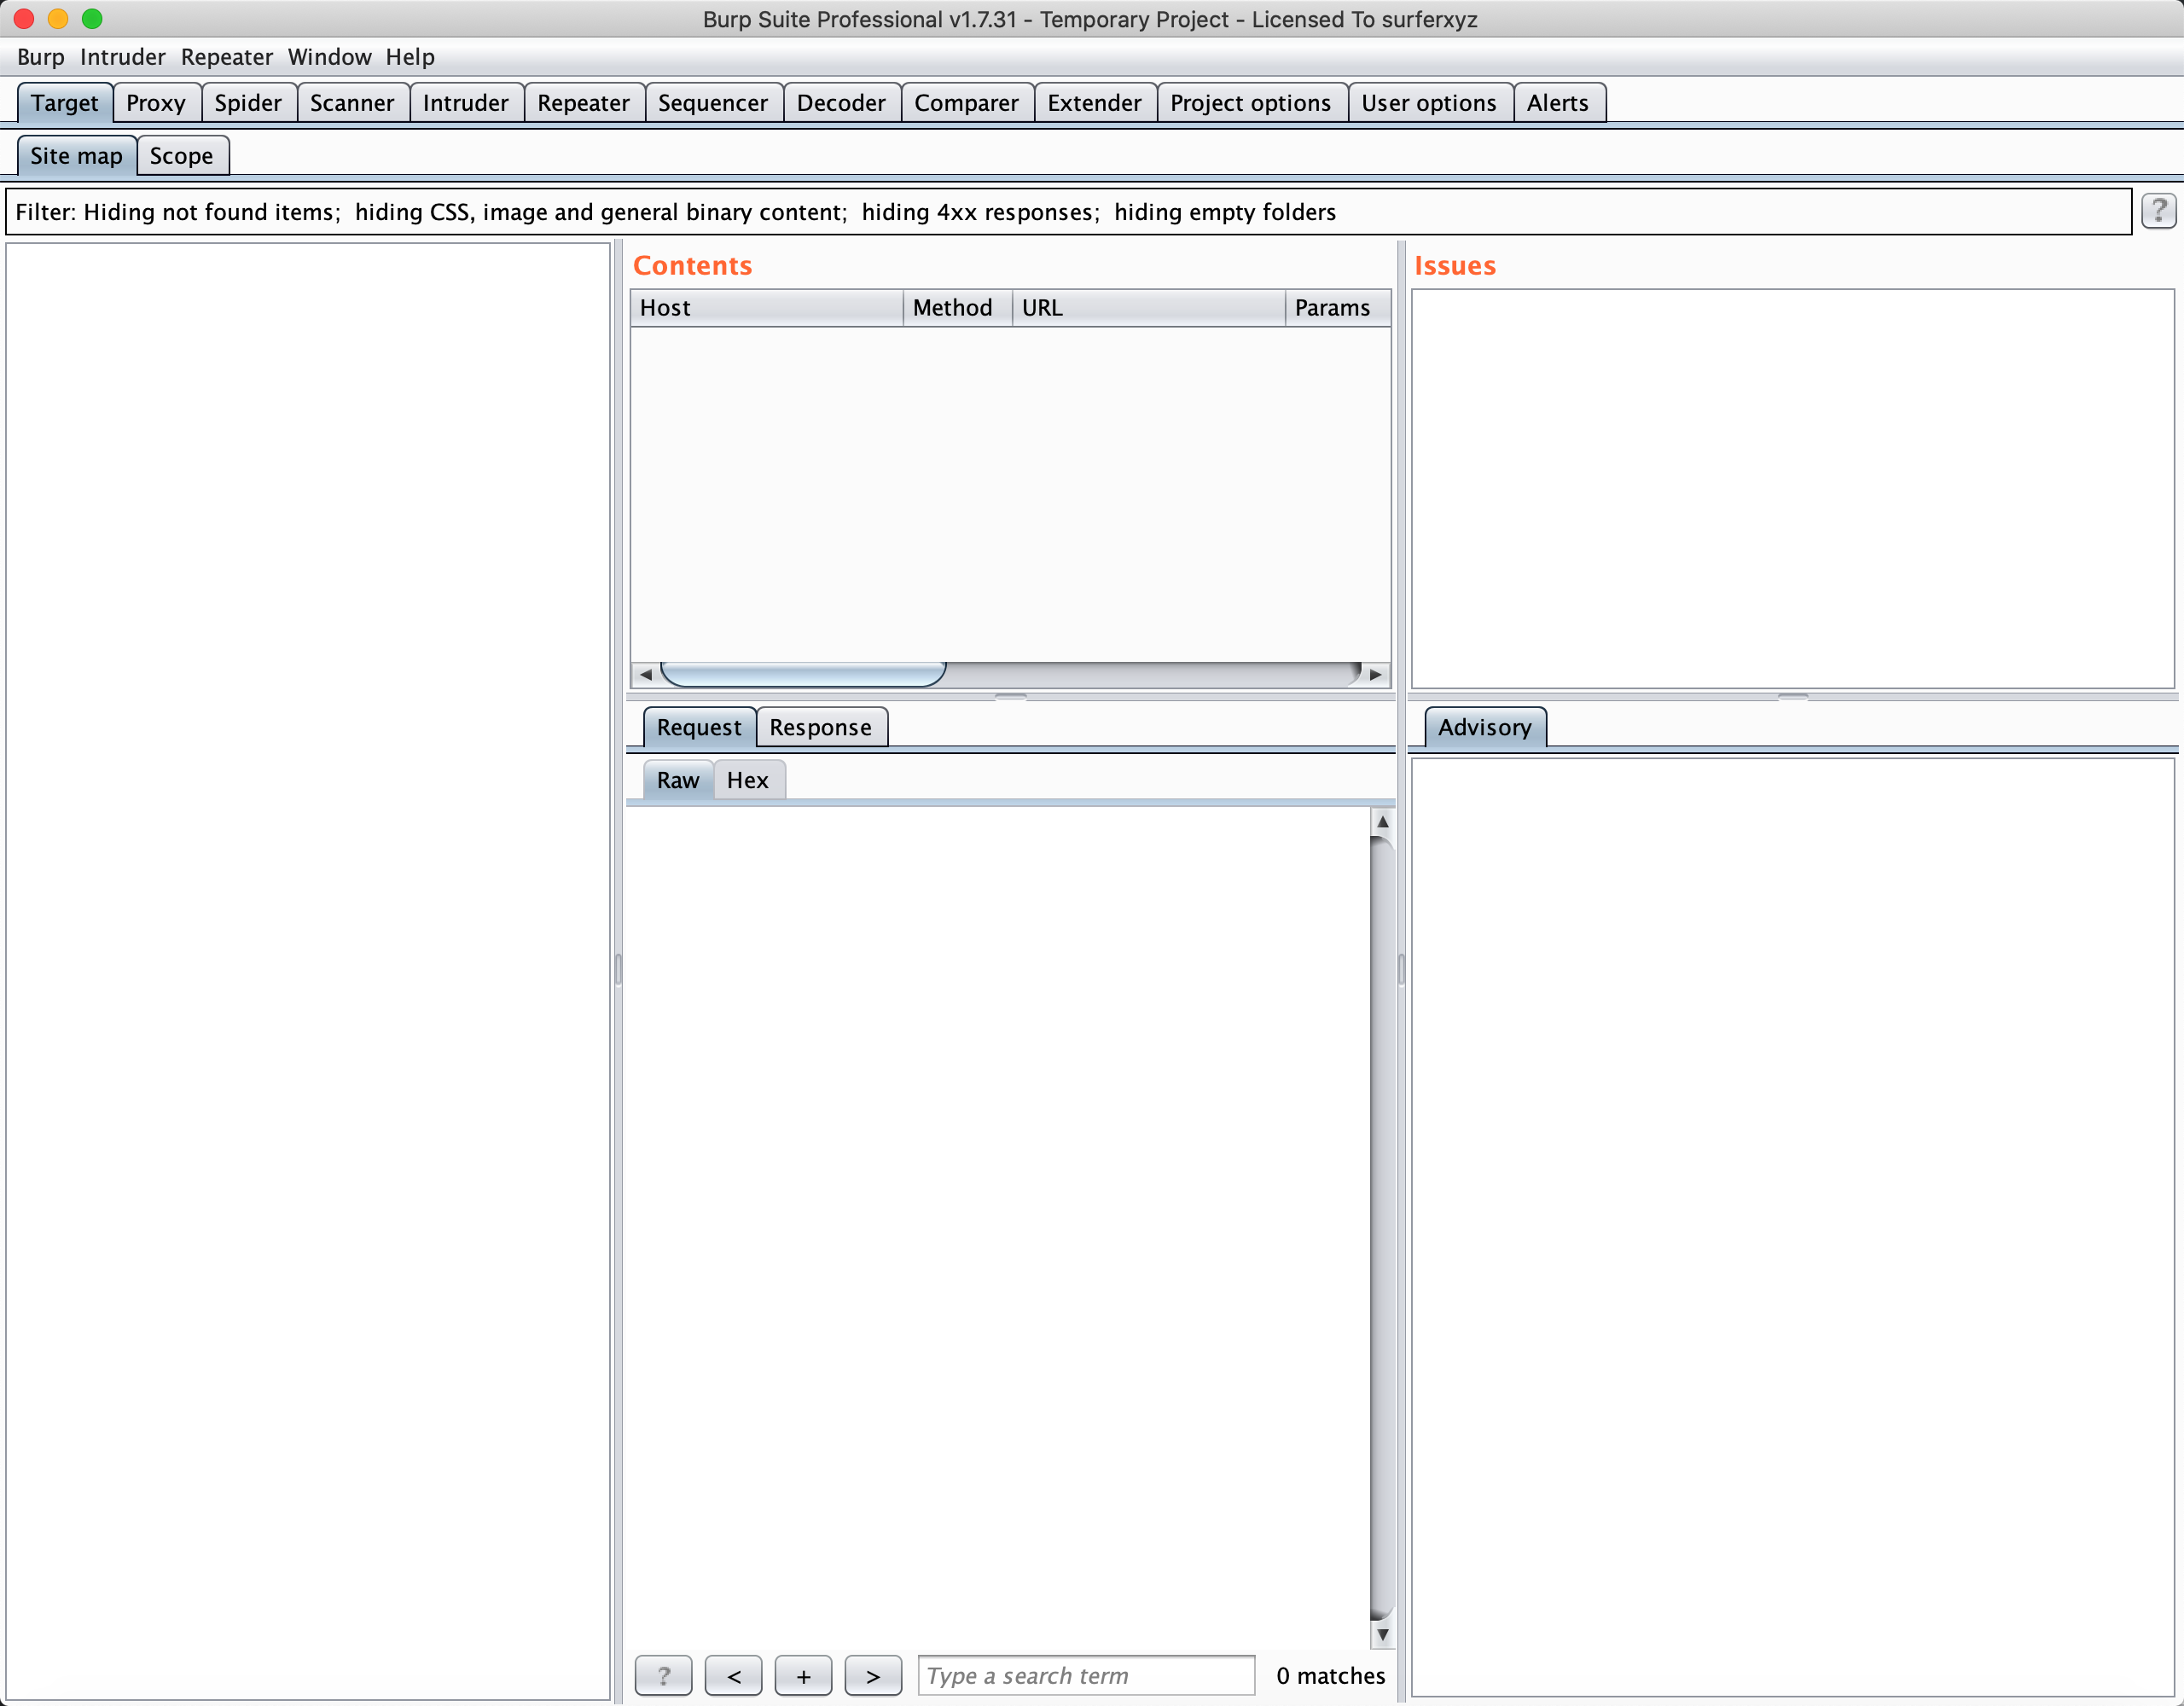 Burp Suite Professional v1.7.31 - Temporary Project - Licensed To surferxyz
Burp Intruder Repeater Window Help
Target Proxy Spider Scanner Intruder Repeater Sequencer Decoder Comparer Extender Project options User options Alerts
Site map Scope
Filter: Hiding not found items; hiding CSS, image and general binary content; hiding 4xx responses; hiding empty folders ?
Contents Issues
Host Method URL Params
Request Response Advisory
Raw Hex
? < + > Type a search term 0 matches